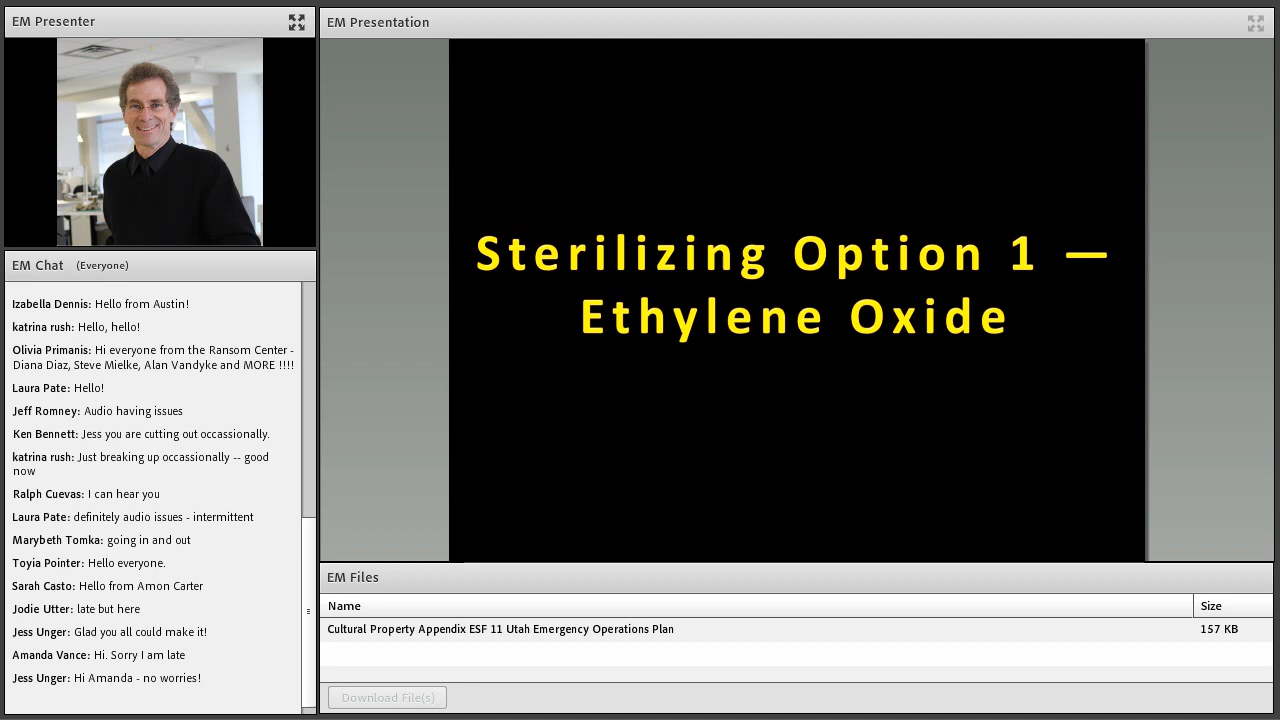 EM Presenter
EM Chat (Everyone)
Izabella Dennis: Hello from Austin!
katrina rush: Hello, hello!
Olivia Primanis: Hi everyone from the Ransom Center -
Diana Diaz, Steve Mielke, Alan Vandyke and MORE !!!!
Laura Pate: Hello!
Jeff Romney: Audio having issues
Ken Bennett: Jess you are cutting out occassionally.
katrina rush: Just breaking up occassionally -- good
now
Ralph Cuevas: I can hear you
Laura Pate: definitely audio issues - intermittent
Marybeth Tomka: going in and out
Toyia Pointer: Hello everyone.
Sarah Casto: Hello from Amon Carter
Jodie Utter: late but here
Jess Unger: Glad you all could make it!
Amanda Vance: Hi. Sorry I am late
Jess Unger: Hi Amanda - no worries!
EM Presentation
Sterilizing Option 1 —
Ethylene Oxide
EM Files
Name Size
Cultural Property Appendix ESF 11 Utah Emergency Operations Plan 157 KB
Download File(s)